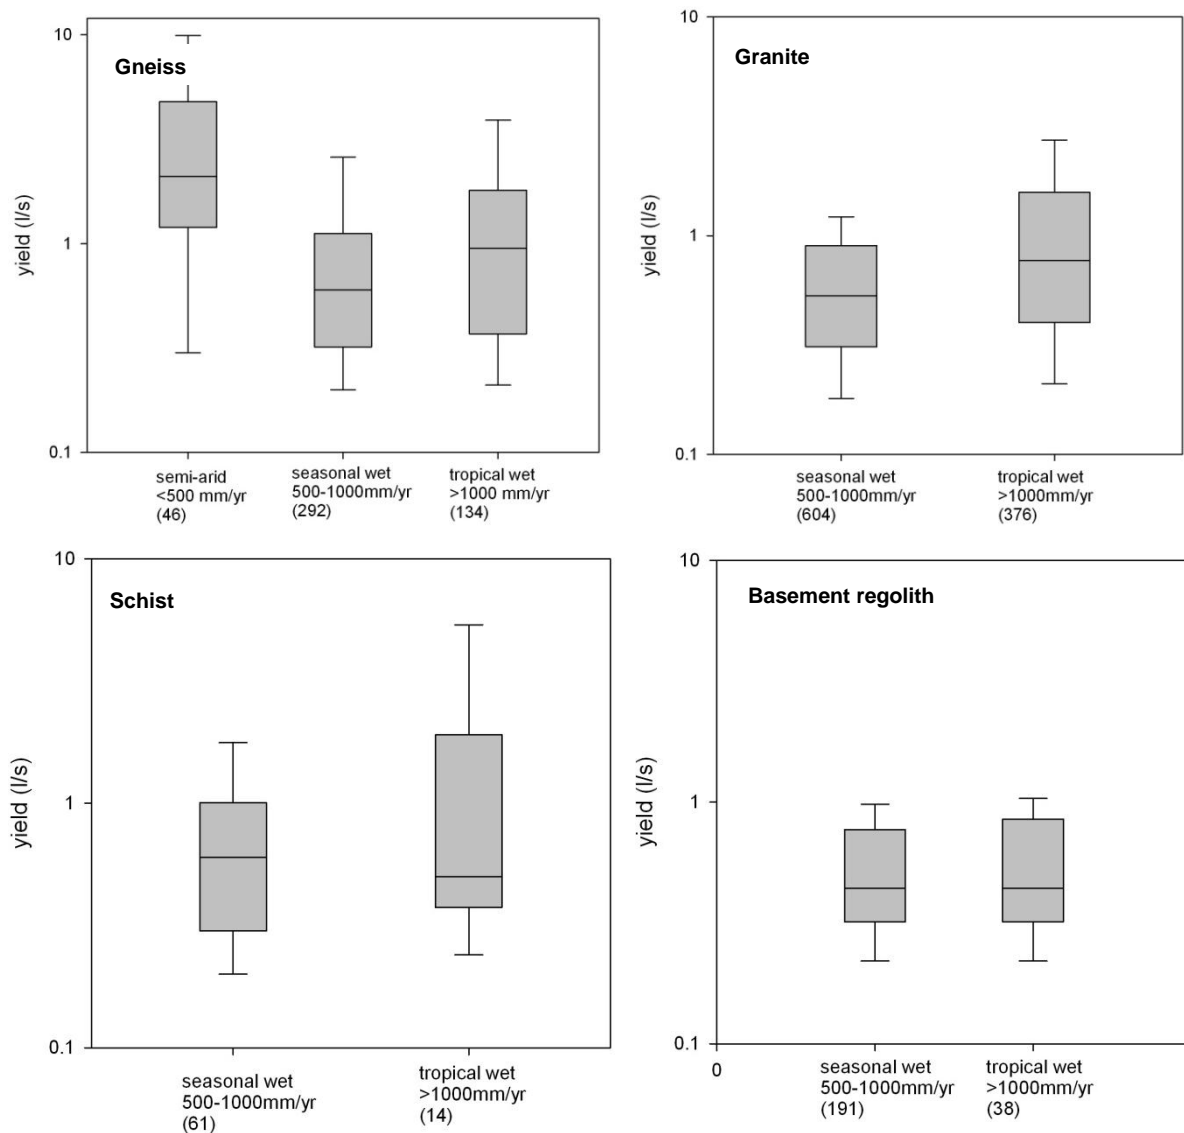 Gneiss
10
1
0.1
yield (l/s)
semi-arid
<500 mm/yr
(46)
seasonal wet
500-1000mm/yr
(292)
tropical wet
>1000 mm/yr
(134)
Granite
10
1
0.1
yield (l/s)
seasonal wet
500-1000mm/yr
(604)
tropical wet
>1000mm/yr
(376)
Schist
10
1
0.1
yield (l/s)
seasonal wet
500-1000mm/yr
(61)
tropical wet
>1000mm/yr
(14)
Basement regolith
10
1
0.1
yield (l/s)
0
seasonal wet
500-1000mm/yr
(191)
tropical wet
>1000mm/yr
(38)